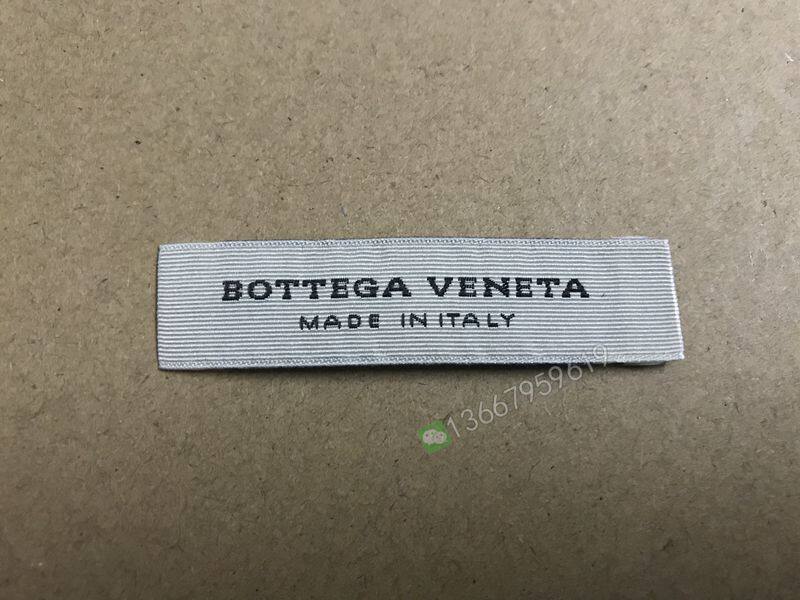 BOTTEGA VENETA
MADE IN ITALY
13667959619